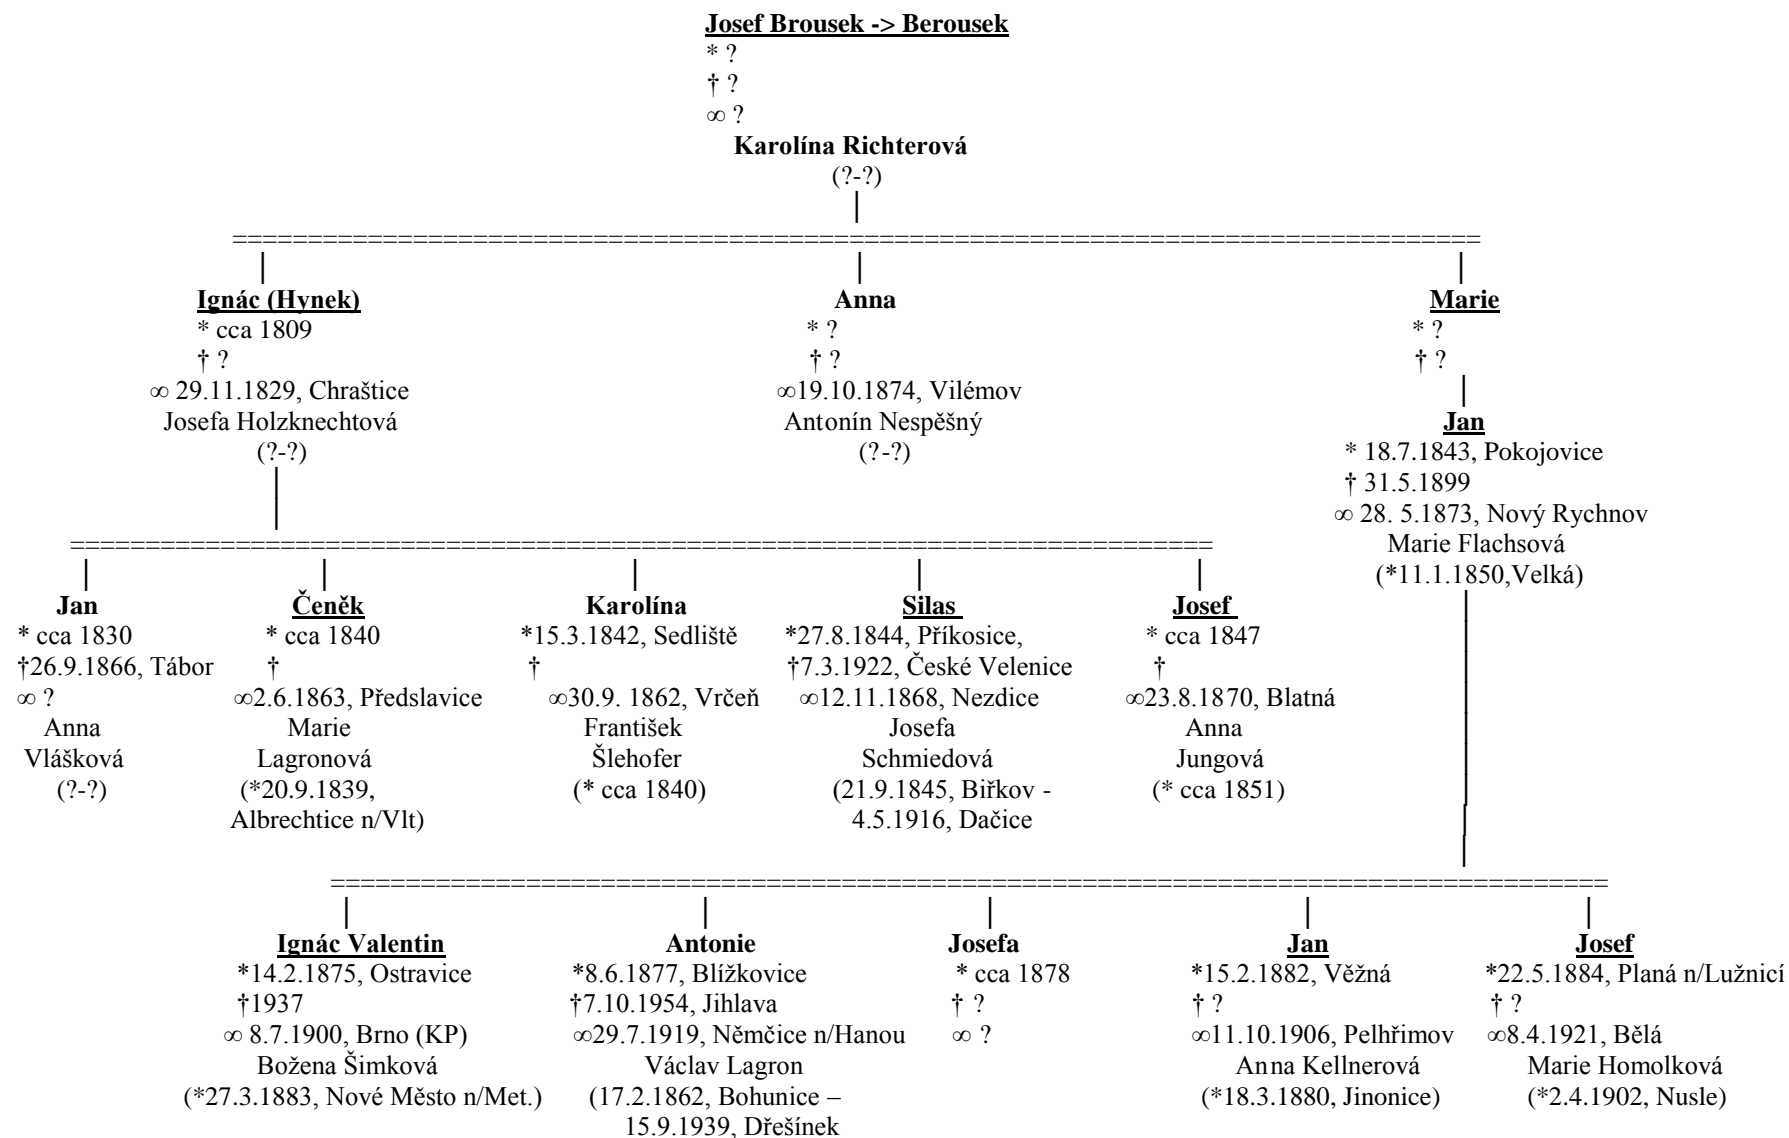 Josef Brousek -> Berousek
* ?
† ?
∞ ?
Karolína Richterová
(?-?)
Ignác (Hynek)
* cca 1809
† ?
∞ 29.11.1829, Chraštice
Josefa Holzknechtová
(?-?)
Anna
* ?
† ?
∞19.10.1874, Vilémov
Antonín Nespěšný
(?-?)
Marie
* ?
† ?
Jan
* 18.7.1843, Pokojovice
† 31.5.1899
∞ 28. 5.1873, Nový Rychnov
Marie Flachsová
(*11.1.1850,Velká)
Jan
* cca 1830
†26.9.1866, Tábor
∞ ?
Anna
Vlášková
(?-?)
Čeněk
* cca 1840
†
∞2.6.1863, Předslavice
Marie
Lagronová
(*20.9.1839,
Albrechtice n/Vlt)
Karolína
*15.3.1842, Sedliště
†
∞30.9. 1862, Vrčeň
František
Šlehofer
(* cca 1840)
Silas
*27.8.1844, Příkosice,
†7.3.1922, České Velenice
∞12.11.1868, Nezdice
Josefa
Schmiedová
(21.9.1845, Biřkov -
4.5.1916, Dačice
Josef
* cca 1847
†
∞23.8.1870, Blatná
Anna
Jungová
(* cca 1851)
Ignác Valentin
*14.2.1875, Ostravice
†1937
∞ 8.7.1900, Brno (KP)
Božena Šimková
(*27.3.1883, Nové Město n/Met.)
Antonie
*8.6.1877, Blížkovice
†7.10.1954, Jihlava
∞29.7.1919, Němčice n/Hanou
Václav Lagron
(17.2.1862, Bohunice –
15.9.1939, Dřešínek
Josefa
* cca 1878
† ?
∞ ?
Jan
*15.2.1882, Věžná
† ?
∞11.10.1906, Pelhřimov
Anna Kellnerová
(*18.3.1880, Jinonice)
Josef
*22.5.1884, Planá n/Lužnicí
† ?
∞8.4.1921, Bělá
Marie Homolková
(*2.4.1902, Nusle)